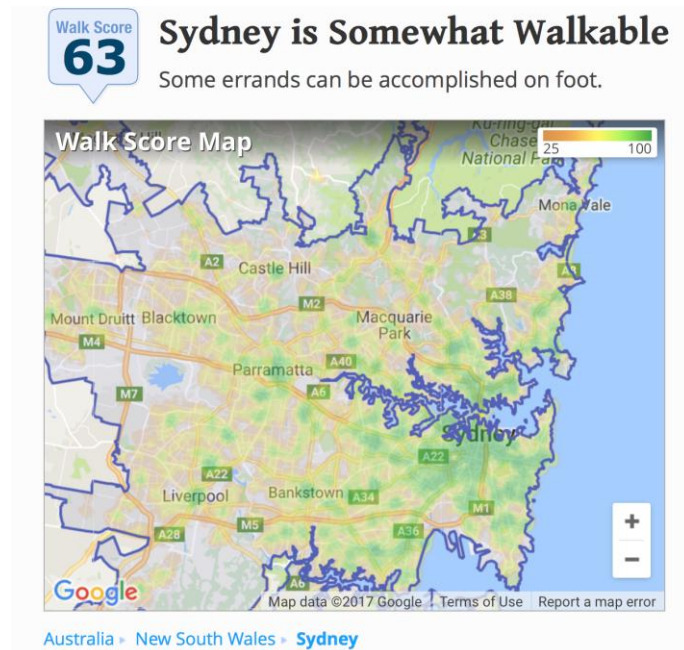 Walk Score
63
Sydney is Somewhat Walkable
Some errands can be accomplished on foot.
Walk Score Map
Ku-ring-gai
Chase
National
25
100
Mona Vale
A3
A2
Castle Hill
A8
M2
A38
Mount Druitt
Blacktown
Macquarie
Park
M4
A40
Parramatta
M7
A6
Sydney
A22
A22
Liverpool
Bankstown
A34
M1
M5
A36
A28
+
−
A6
Google
Map data ©2017 Google
Terms of Use
Report a map error
Australia ▸ New South Wales ▸ Sydney